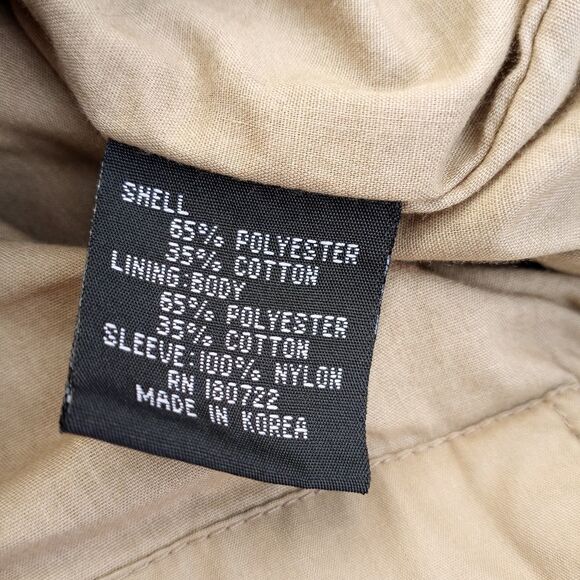 SHELL
65% POLYESTER
35% COTTON
LINING:BODY
65% POLYESTER
35% COTTON
SLEEVE:100% NYLON
RN 180722
MADE IN KOREA